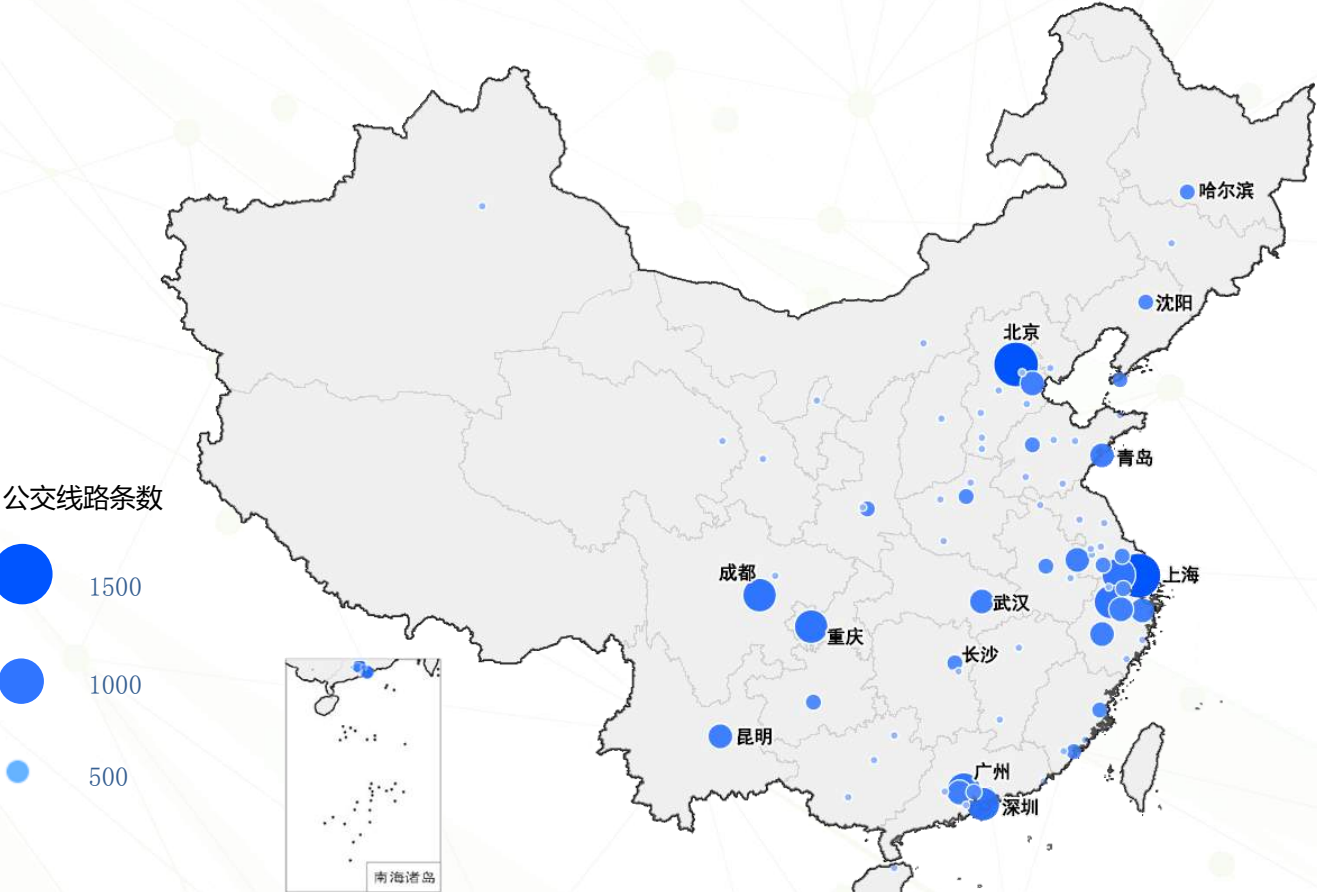 哈尔滨
沈阳
北京
青岛
公交线路条数
1500
成都
上海
武汉
重庆
长沙
1000
昆明
500
广州
深圳
南海诸岛